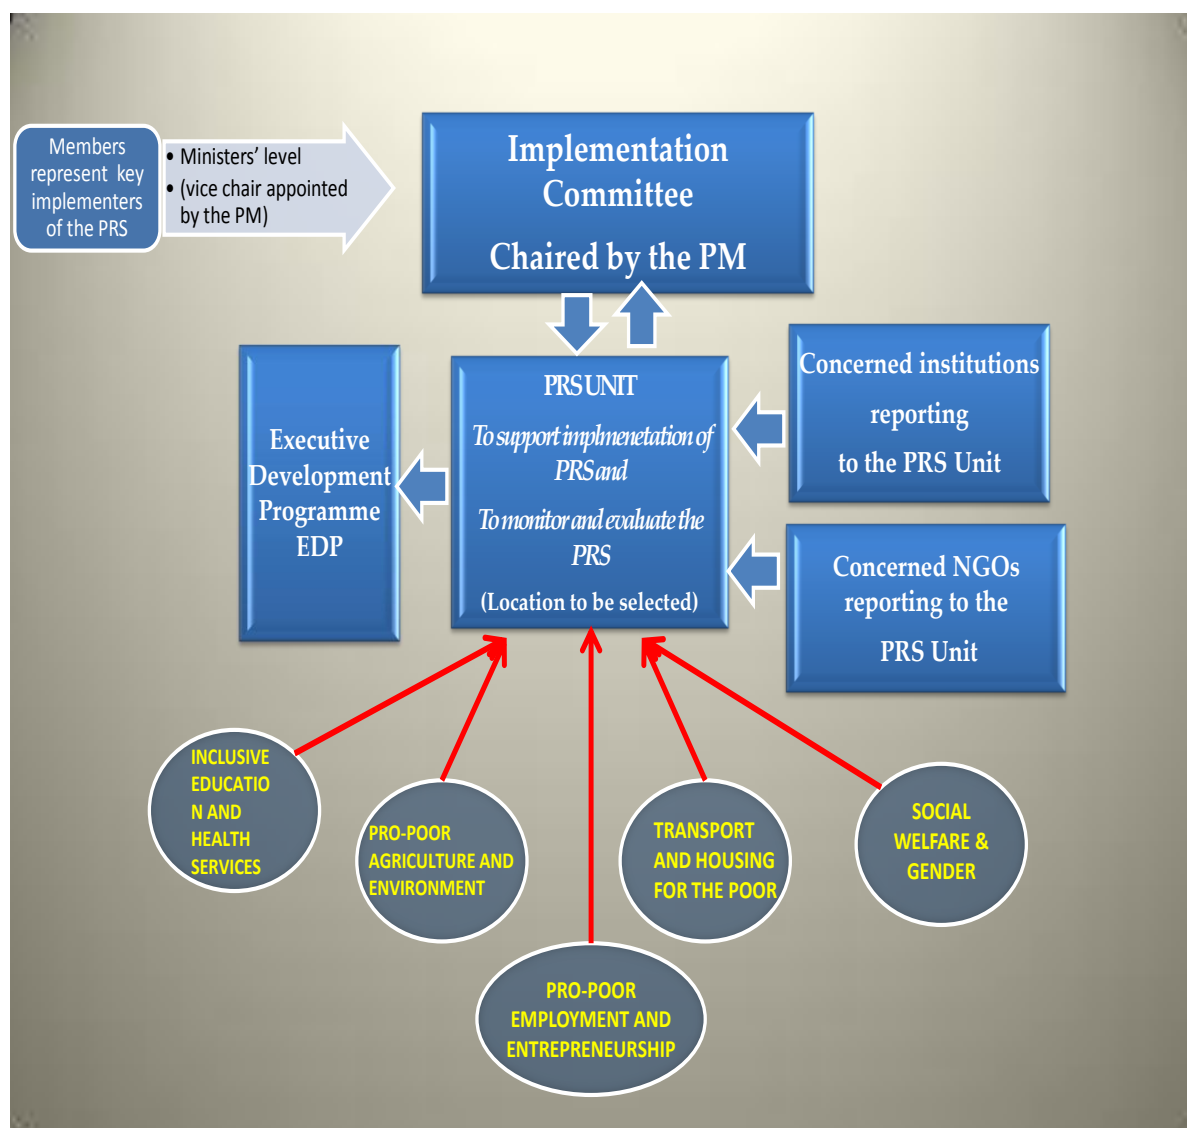 Members
represent key
implementers
of the PRS
• Ministers' level
• (vice chair appointed
by the PM)
Implementation
Committee
Chaired by the PM
Executive
Development
Programme
EDP
PRS UNIT
To support implmenetation of
PRS and
To monitor and evaluate the
PRS
(Location to be selected)
Concerned institutions
reporting
to the PRS Unit
Concerned NGOs
reporting to the
PRS Unit
INCLUSIVE
EDUCATIO
N AND
HEALTH
SERVICES
PRO-POOR
AGRICULTURE AND
ENVIRONMENT
TRANSPORT
AND HOUSING
FOR THE POOR
SOCIAL
WELFARE &
GENDER
PRO-POOR
EMPLOYMENT AND
ENTREPRENEURSHIP